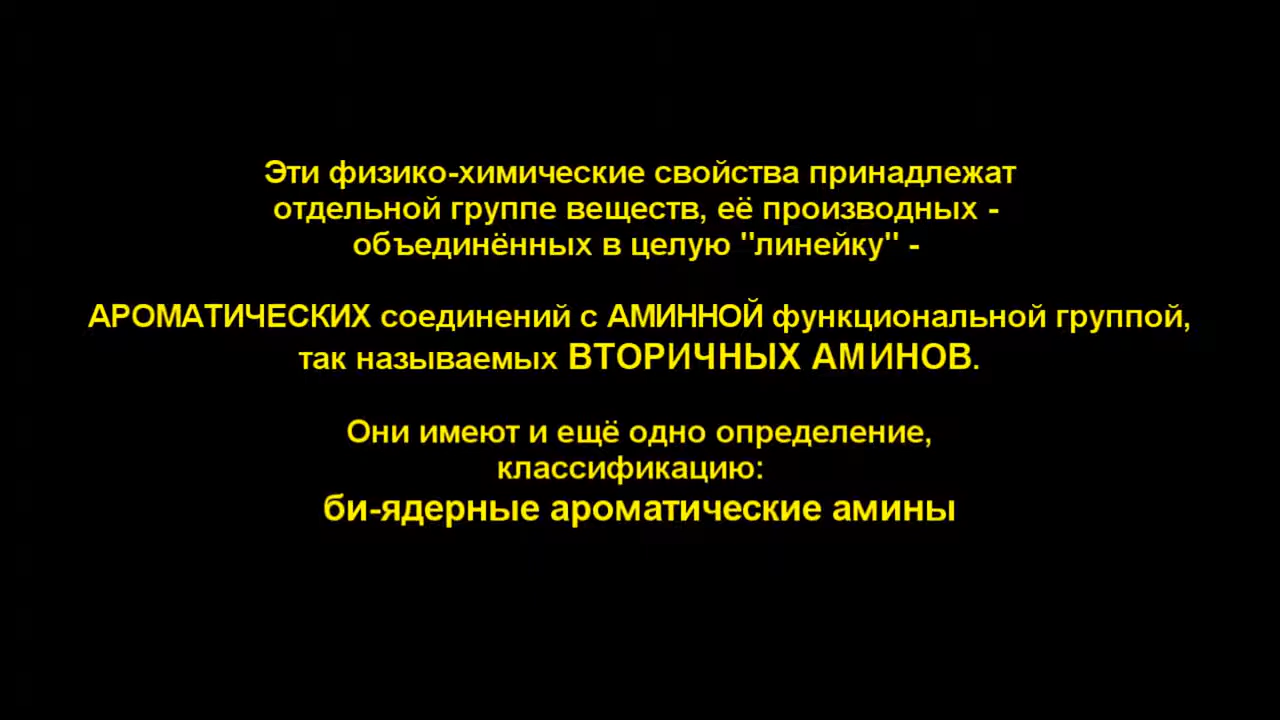 Эти физико-химические свойства принадлежат
отдельной группе веществ, её производных -
объединённых в целую "линейку" -
АРОМАТИЧЕСКИХ соединений с АМИННОЙ функциональной группой,
так называемых ВТОРИЧНЫХ АМИНОВ.
Они имеют и ещё одно определение,
классификацию:
би-ядерные ароматические амины